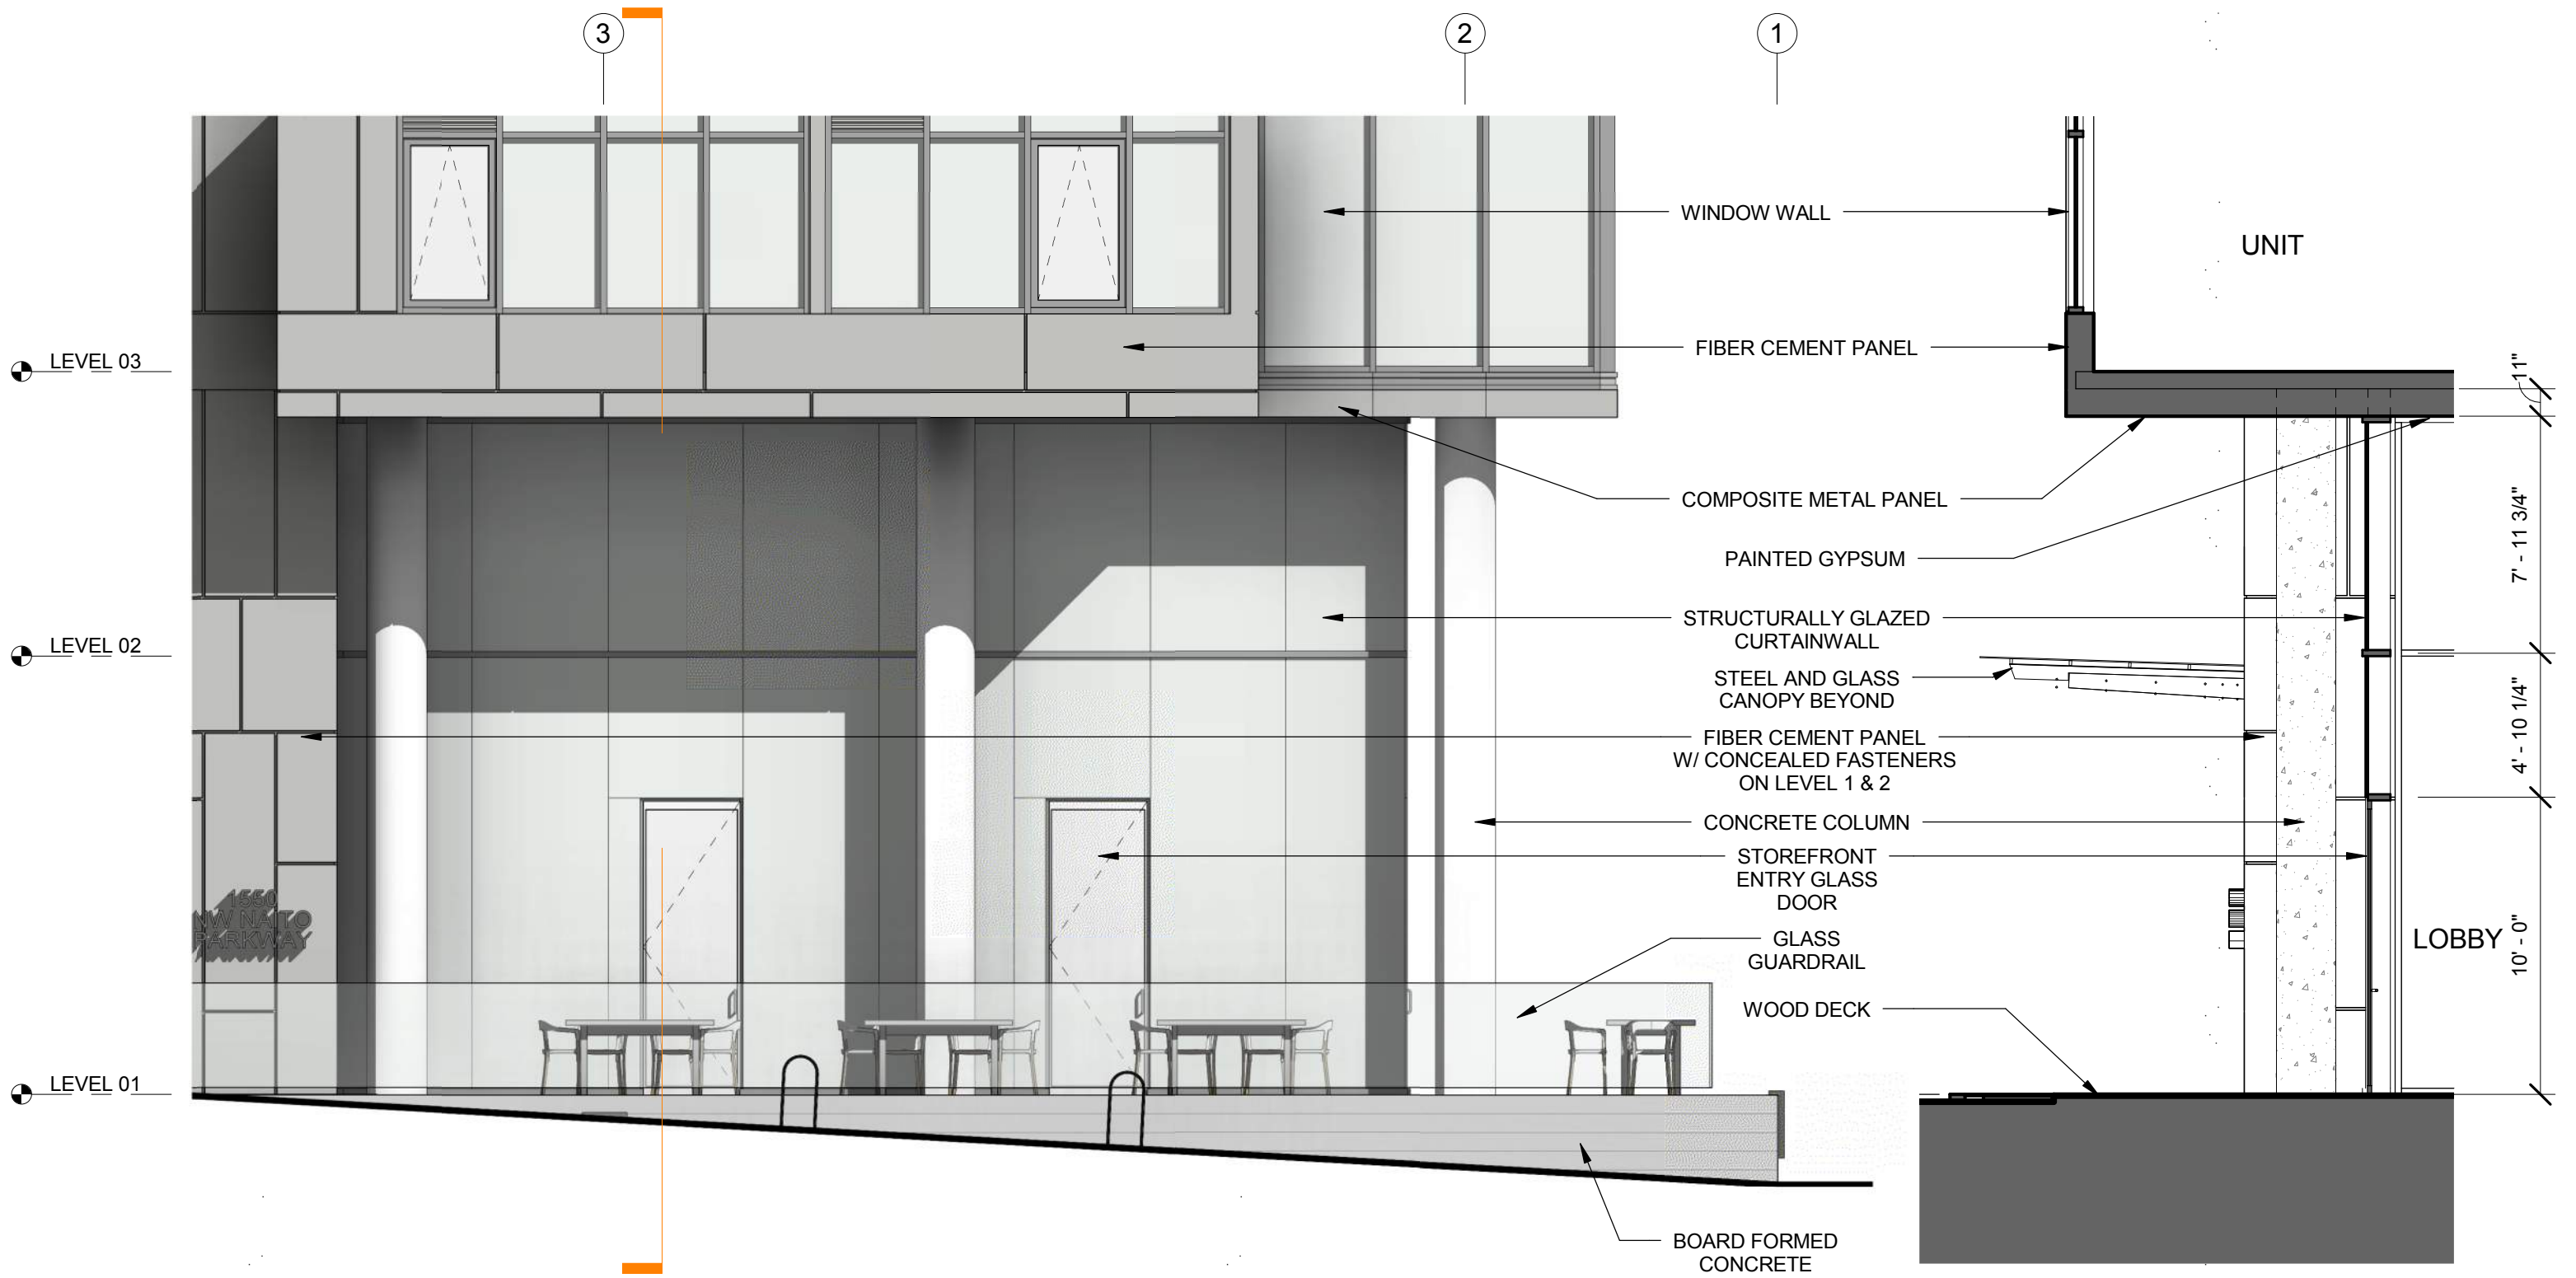 3
2
1
WINDOW WALL
UNIT
FIBER CEMENT PANEL
LEVEL 03
11"
COMPOSITE METAL PANEL
7' - 11 3/4"
PAINTED GYPSUM
STRUCTURALLY GLAZED
CURTAINWALL
LEVEL 02
STEEL AND GLASS
CANOPY BEYOND
FIBER CEMENT PANEL
W/ CONCEALED FASTENERS
ON LEVEL 1 & 2
4' - 10 1/4"
CONCRETE COLUMN
STOREFRONT
ENTRY GLASS
DOOR
1550
NW NAITO
PARKWAY
GLASS
GUARDRAIL
LOBBY
10' - 0"
WOOD DECK
LEVEL 01
BOARD FORMED
CONCRETE